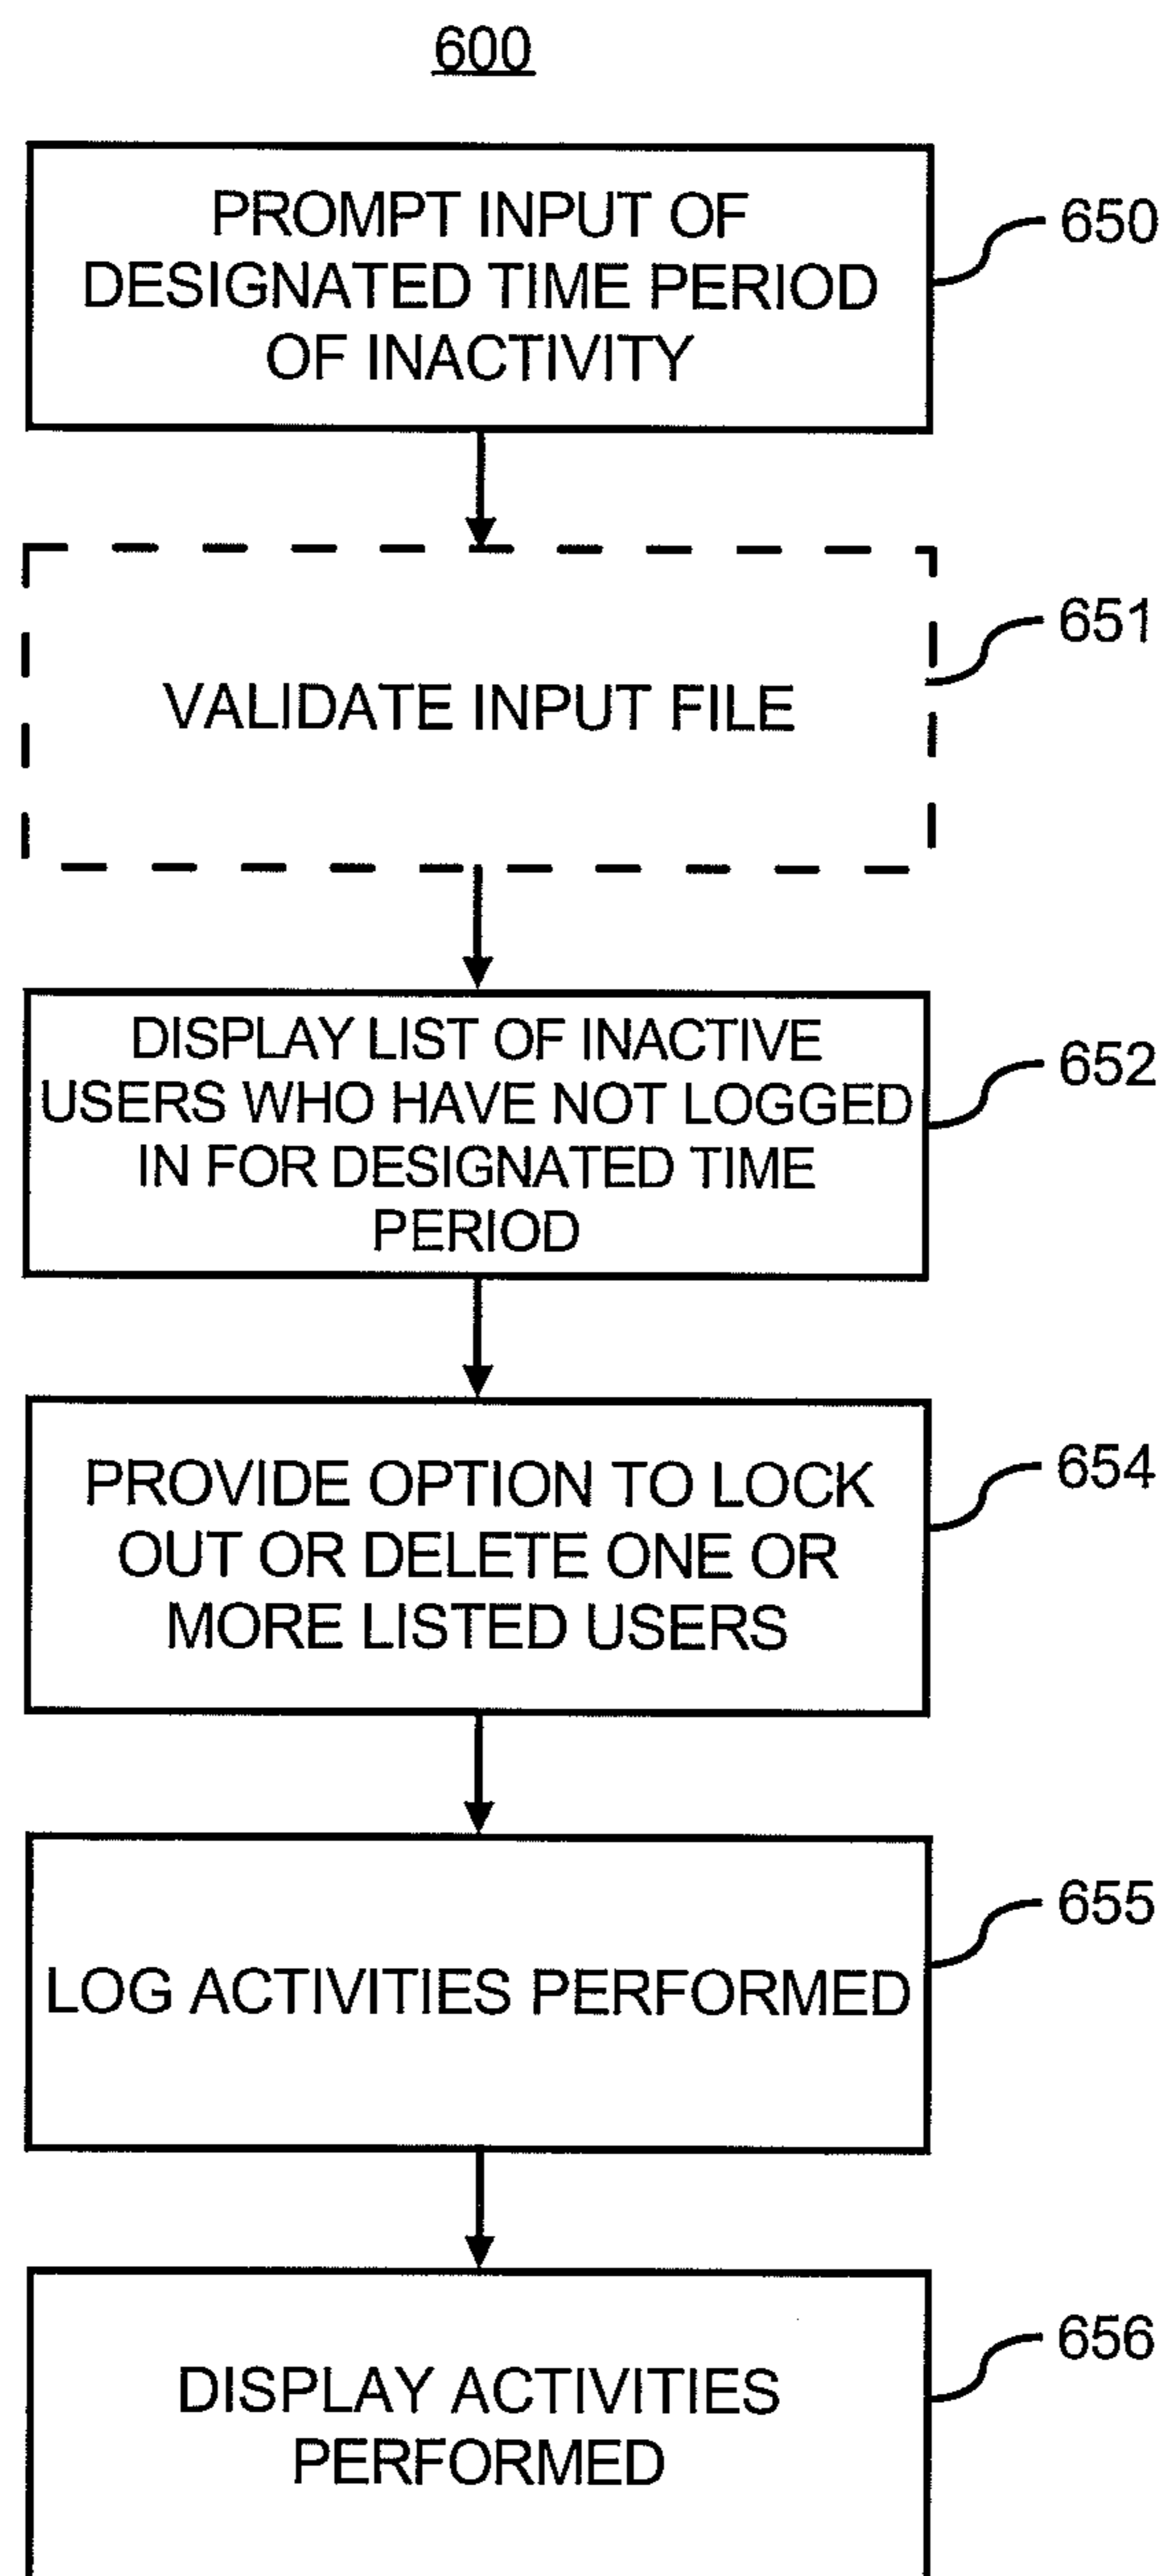 600
PROMPT INPUT OF
DESIGNATED TIME PERIOD
OF INACTIVITY
650
VALIDATE INPUT FILE
651
DISPLAY LIST OF INACTIVE
USERS WHO HAVE NOT LOGGED
IN FOR DESIGNATED TIME
PERIOD
652
PROVIDE OPTION TO LOCK
OUT OR DELETE ONE OR
MORE LISTED USERS
654
LOG ACTIVITIES PERFORMED
655
DISPLAY ACTIVITIES
PERFORMED
656